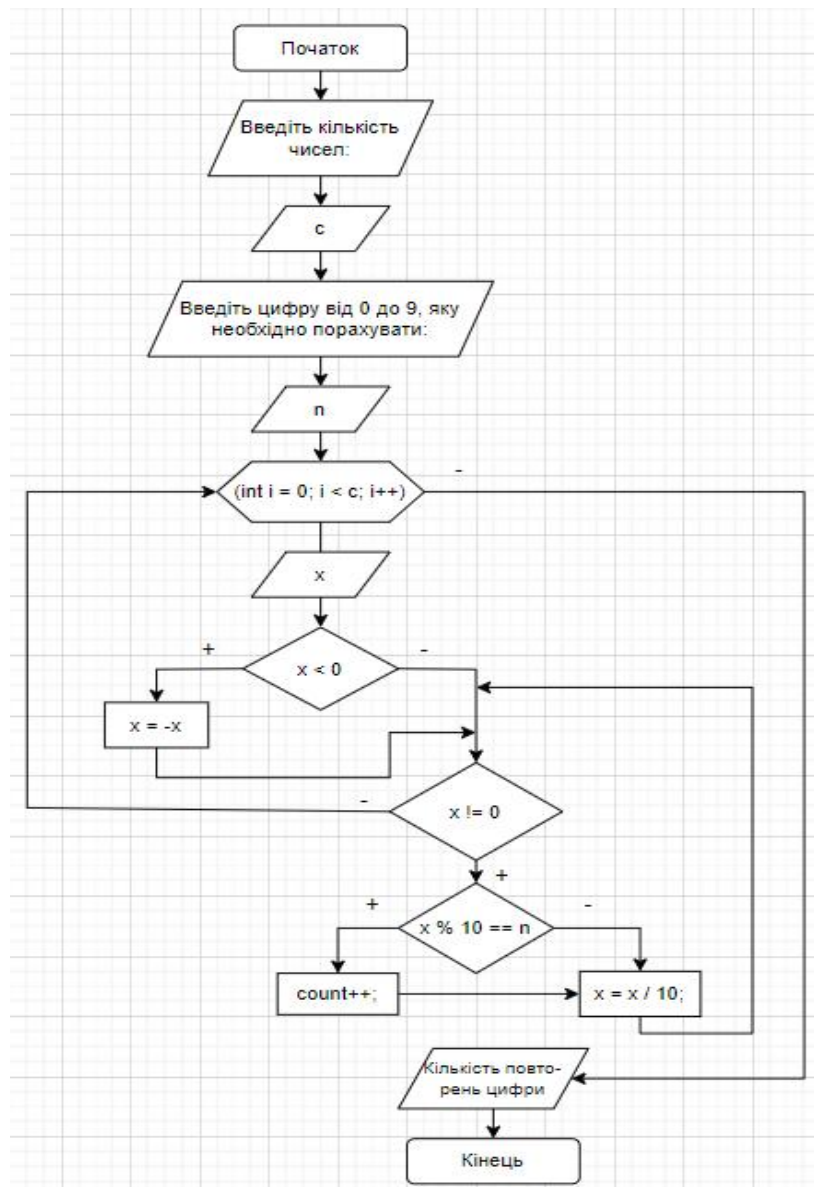 Початок
Введіть кількість
чисел:
c
Введіть цифру від 0 до 9, яку
необхідно порахувати:
n
(int i = 0; i < c; i++)
-
x
+
x < 0
-
x = -x
-
x != 0
+
+
x % 10 == n
-
count++;
x = x / 10;
Кількість повто-
рень цифри
Кінець